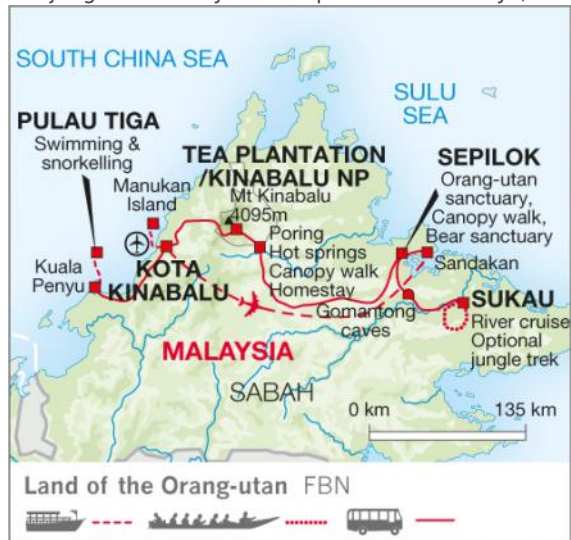 SOUTH CHINA SEA
SULU
SEA
PULAU TIGA
Swimming &
snorkelling
Manukan
Island
TEA PLANTATION
/KINABALU NP
Mt Kinabalu
4095m
SEPILOK
Orang-utan
sanctuary,
Canopy walk,
Bear sanctuary
Poring
Hot springs
Canopy walk
Homestay
Sandakan
Kuala
Penyu
KOTA
KINABALU
Gomantong
caves
SUKAU
River cruise
Optional
jungle trek
MALAYSIA
SABAH
0 km 135 km
Land of the Orang-utan FBN